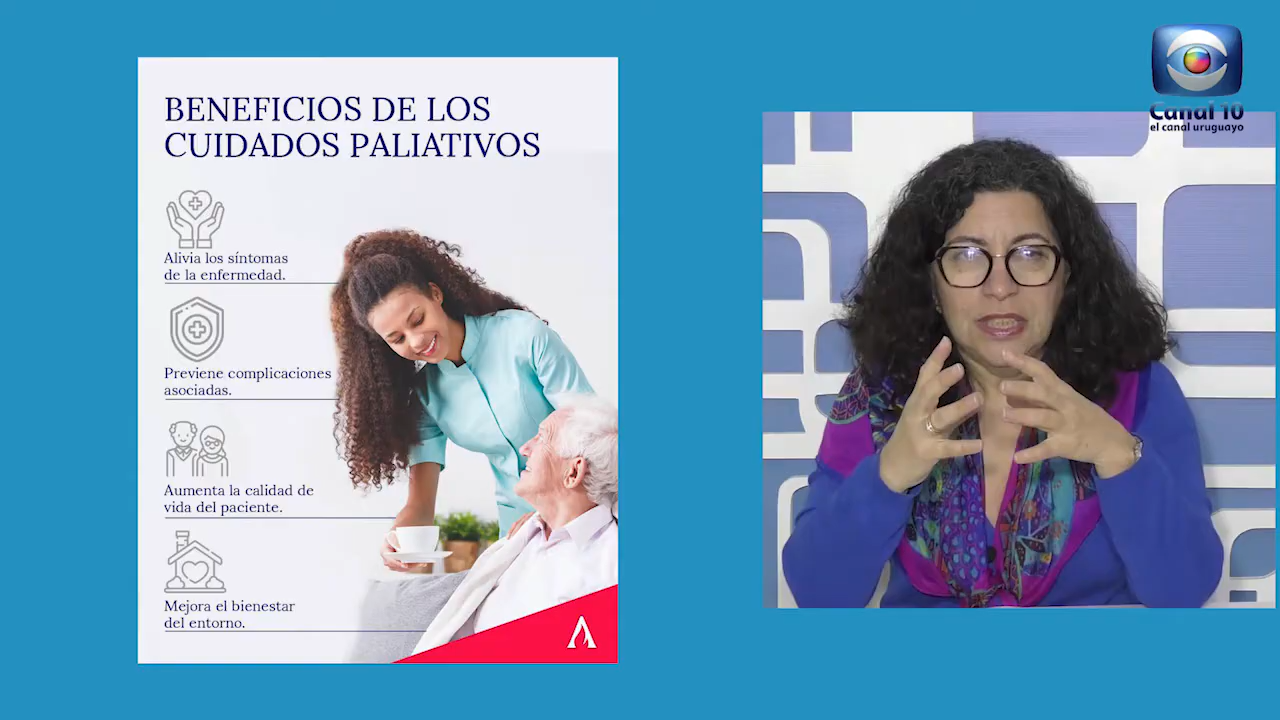 BENEFICIOS DE LOS
CUIDADOS PALIATIVOS
Alivia los síntomas
de la enfermedad.
Previene complicaciones
asociadas.
Aumenta la calidad de
vida del paciente.
Mejora el bienestar
del entorno.
Canal 10
el canal uruguayo